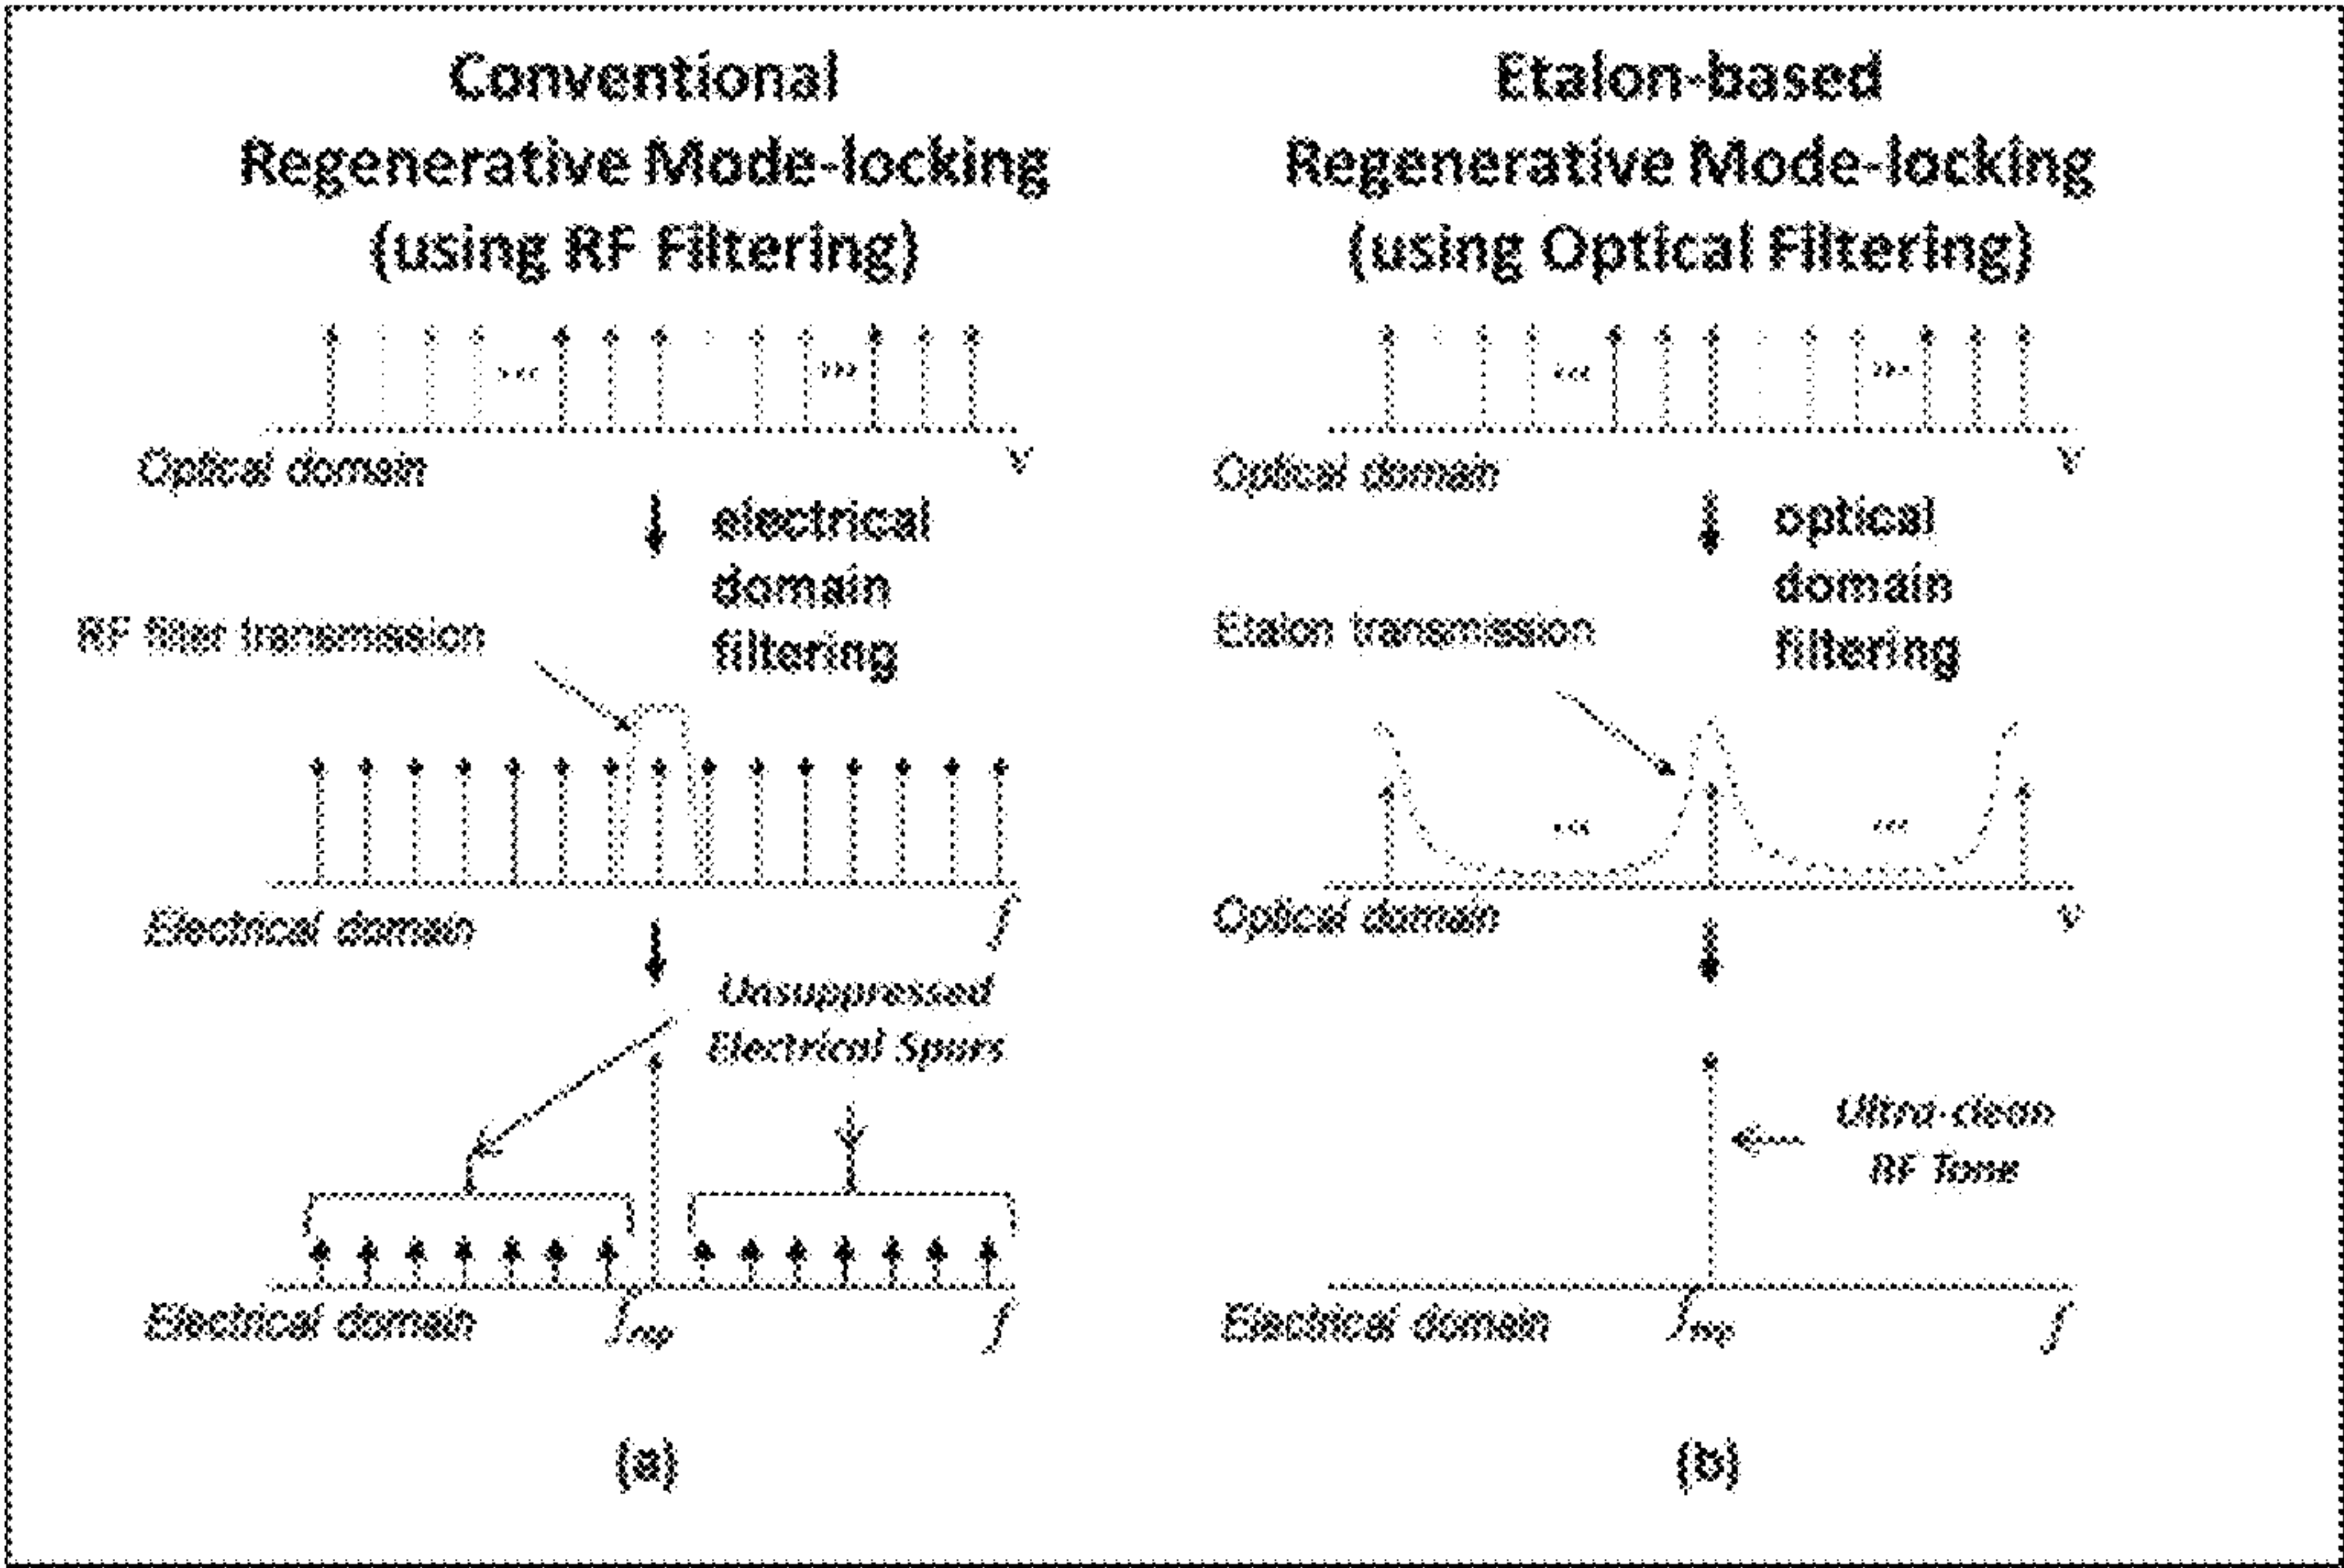 Conventional
Regenerative Mode-locking
(using RF Filtering)
Optical domain
ν
electrical
domain
filtering
RF filter transmission
Electrical domain
f
Unsuppressed
Electrical Spurs
Electrical domain
f_rep
f
(a)
Etalon-based
Regenerative Mode-locking
(using Optical Filtering)
Optical domain
ν
optical
domain
filtering
Etalon transmission
Optical domain
ν
Ultra-clean
RF Tone
Electrical domain
f_rep
f
(b)